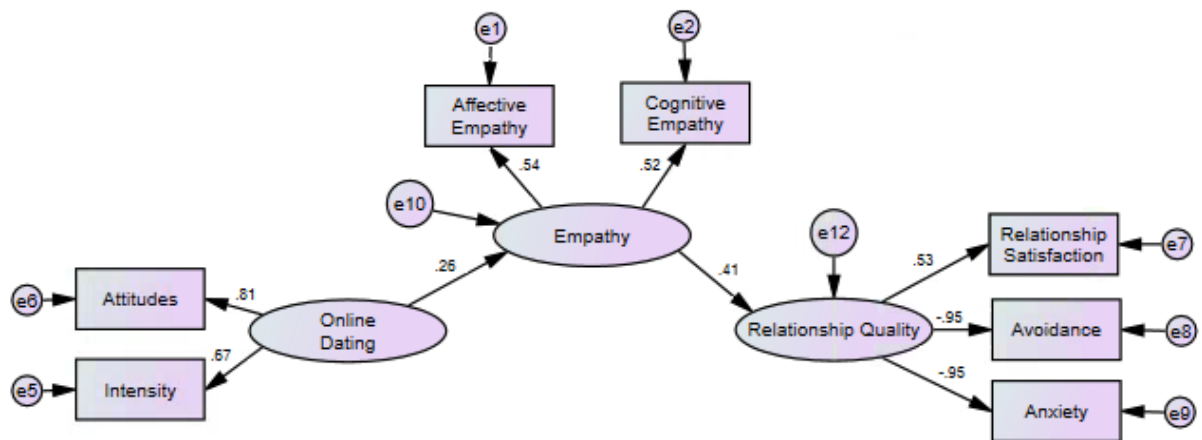 e1
e2
Affective
Empathy
Cognitive
Empathy
.54
.52
e10
Empathy
e12
Relationship
Satisfaction
e7
.26
.41
.53
e6
Attitudes
.81
Online
Dating
Relationship Quality
-.95
Avoidance
e8
.67
e5
Intensity
-.95
Anxiety
e9